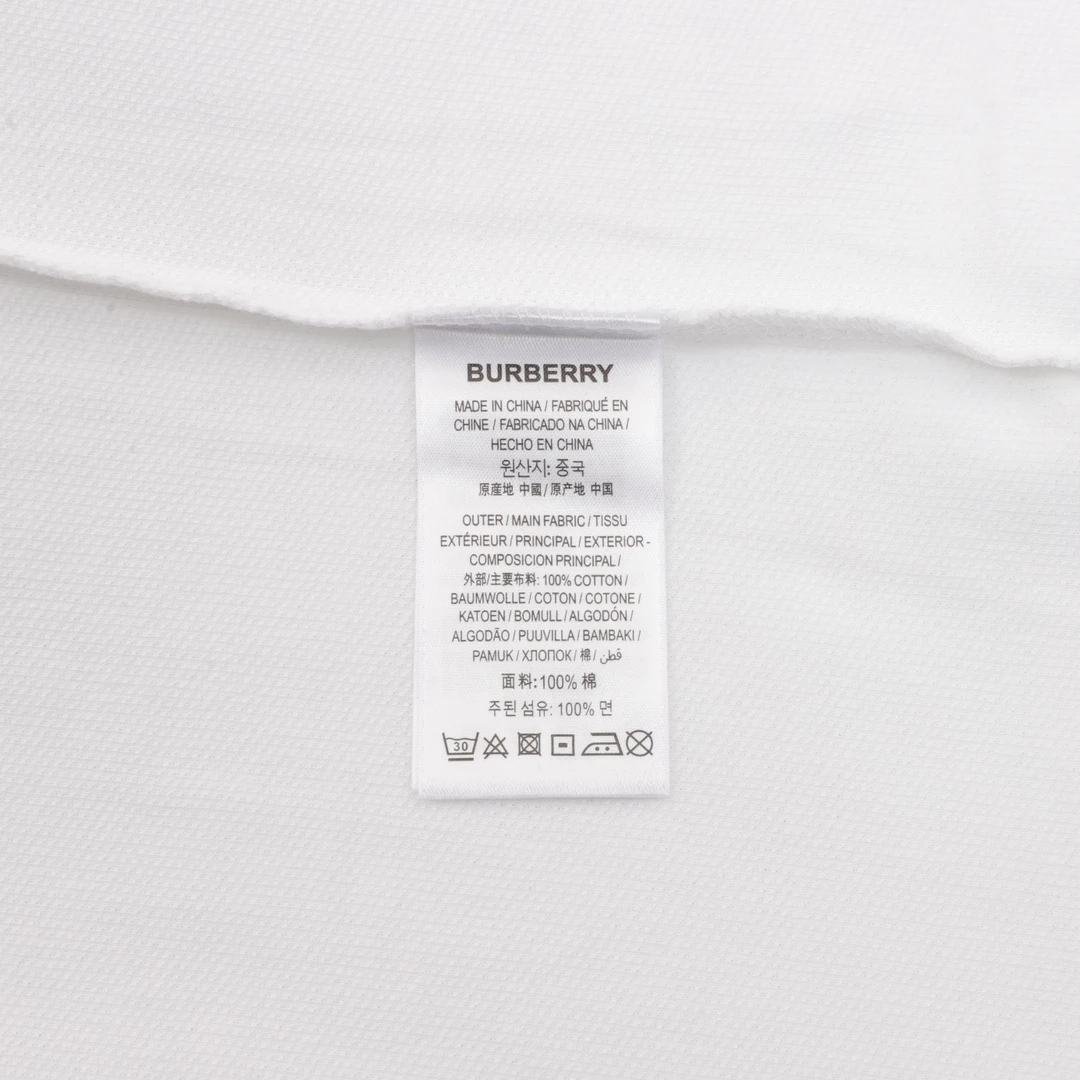 BURBERRY
MADE IN CHINA / FABRIQUÉ EN
CHINE / FABRICADO NA CHINA /
HECHO EN CHINA
원산지: 중국
原産地 中國 / 原产地 中国
OUTER / MAIN FABRIC / TISSU
EXTÉRIEUR / PRINCIPAL / EXTERIOR -
COMPOSICION PRINCIPAL /
外部/主要布料: 100% COTTON /
BAUMWOLLE / COTON / COTONE /
KATOEN / BOMULL / ALGODÓN /
ALGODÃO / PUUVILLA / BAMBAKI /
PAMUK / ХЛОПОК / 棉 / قطن
面料: 100% 棉
주된 섬유: 100% 면
30